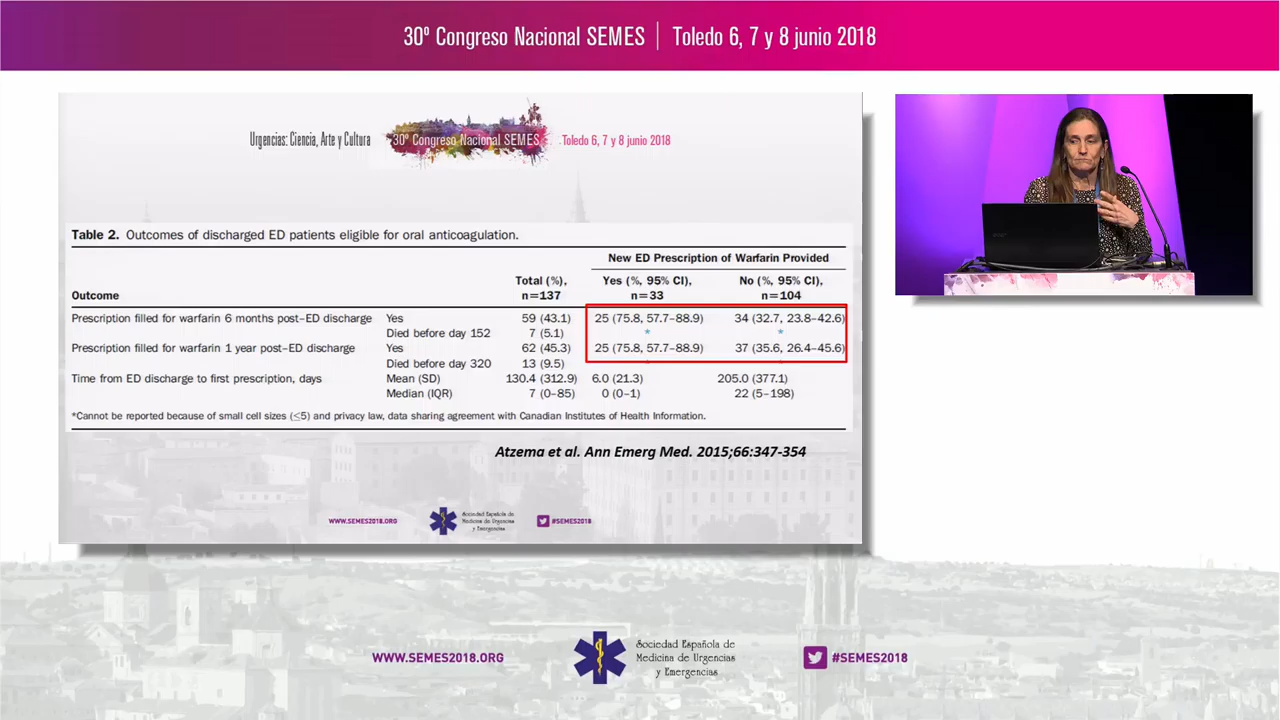 30º Congreso Nacional SEMES | Toledo 6, 7 y 8 junio 2018
Urgencias: Ciencia, Arte y Cultura 30º Congreso Nacional SEMES Toledo 6, 7 y 8 junio 2018
Table 2. Outcomes of discharged ED patients eligible for oral anticoagulation.
New ED Prescription of Warfarin Provided
Total (%), Yes (%, 95% CI), No (%, 95% CI),
Outcome n=137 n=33 n=104
Prescription filled for warfarin 6 months post–ED discharge Yes 59 (43.1) 25 (75.8, 57.7–88.9) 34 (32.7, 23.8–42.6)
Died before day 152 7 (5.1) * *
Prescription filled for warfarin 1 year post–ED discharge Yes 62 (45.3) 25 (75.8, 57.7–88.9) 37 (35.6, 26.4–45.6)
Died before day 320 13 (9.5)
Time from ED discharge to first prescription, days Mean (SD) 130.4 (312.9) 6.0 (21.3) 205.0 (377.1)
Median (IQR) 7 (0–85) 0 (0–1) 22 (5–198)
*Cannot be reported because of small cell sizes (≤5) and privacy law, data sharing agreement with Canadian Institutes of Health Information.
Atzema et al. Ann Emerg Med. 2015;66:347-354
WWW.SEMES2018.ORG
Sociedad Española de
Medicina de Urgencias
y Emergencias
#SEMES2018
WWW.SEMES2018.ORG
Sociedad Española de
Medicina de Urgencias
y Emergencias
#SEMES2018